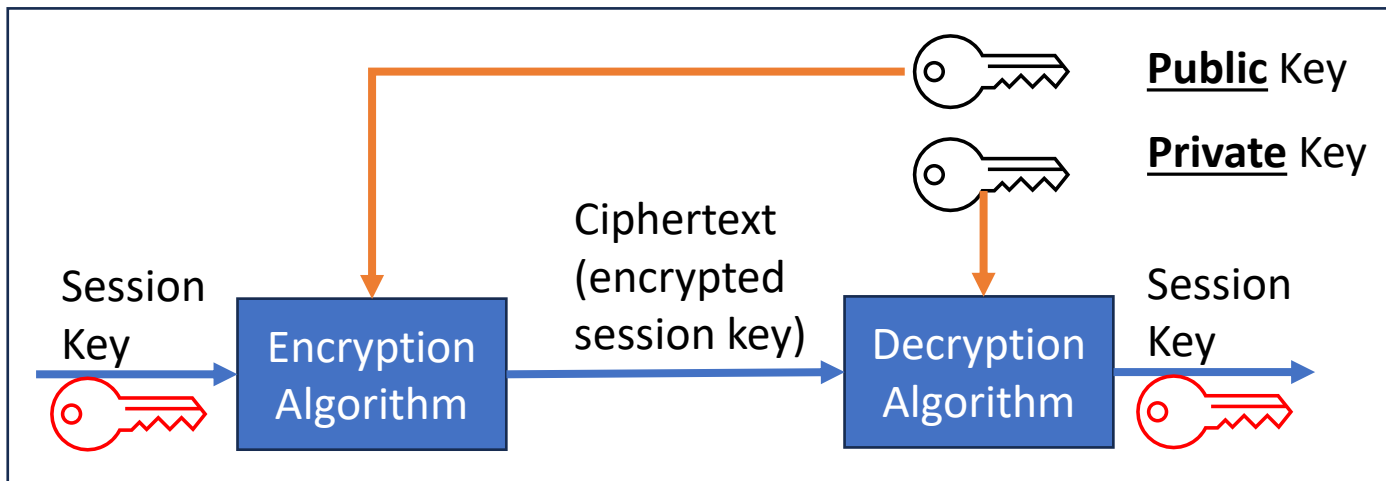 Public Key
Private Key
Ciphertext
(encrypted
session key)
Session
Key
Encryption
Algorithm
Decryption
Algorithm
Session
Key